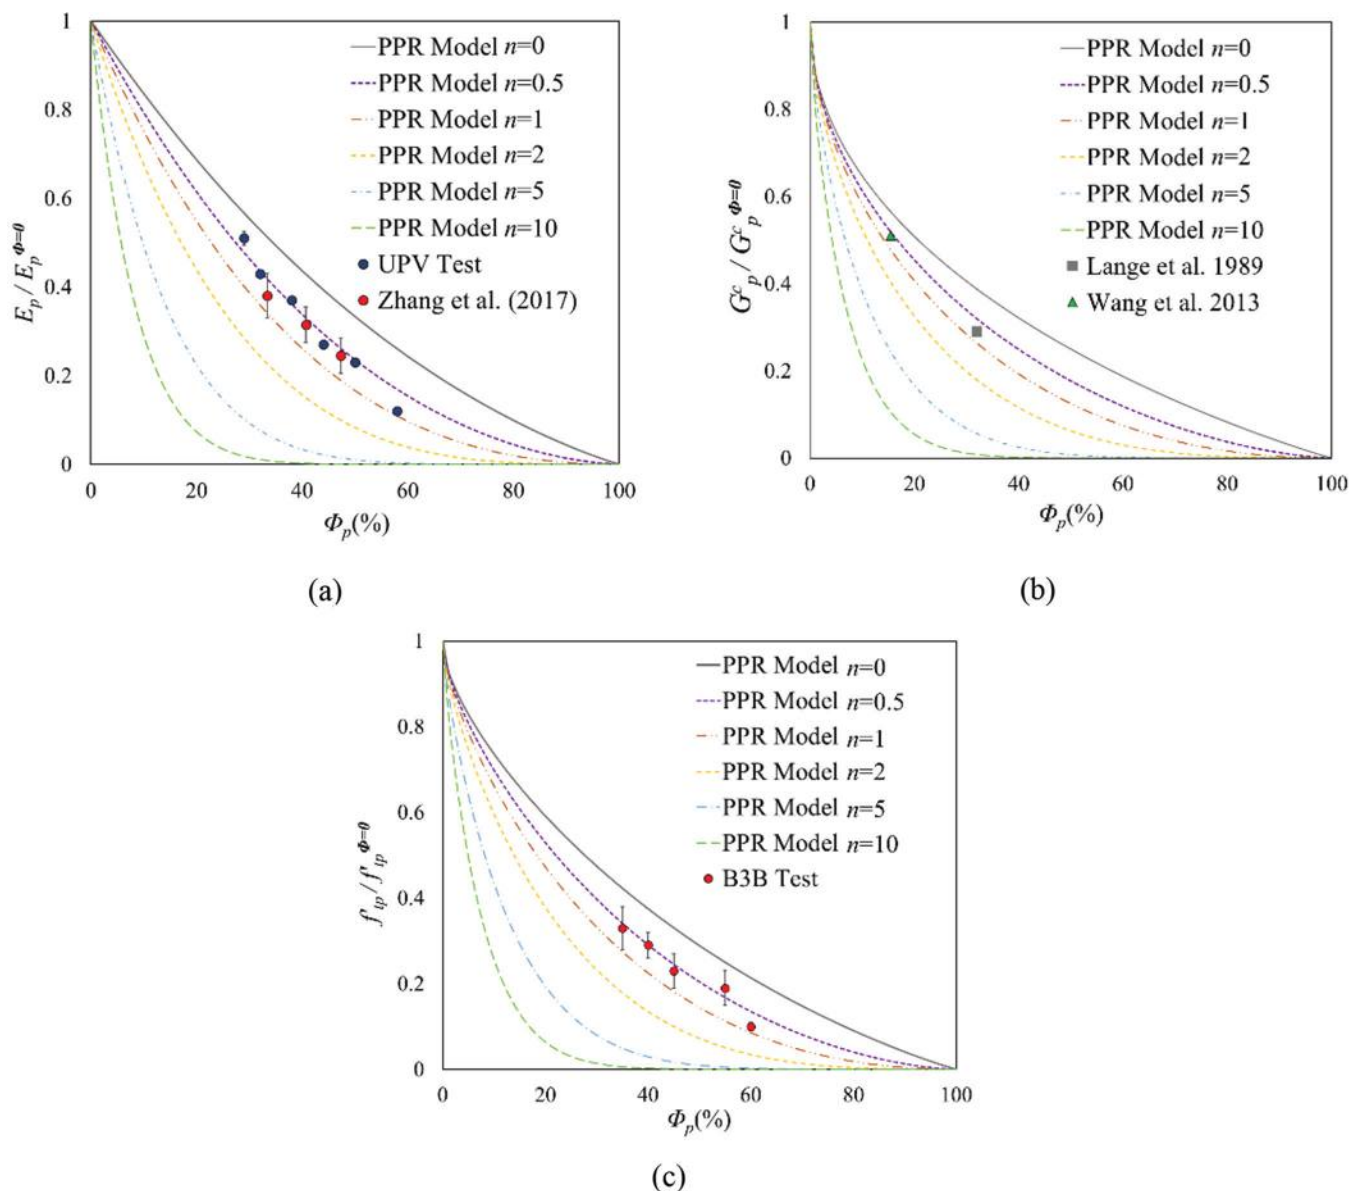 1
0.8
0.6
0.4
0.2
0
E_p / E_p^Φ=0
PPR Model n=0
PPR Model n=0.5
PPR Model n=1
PPR Model n=2
PPR Model n=5
PPR Model n=10
UPV Test
Zhang et al. (2017)
0 20 40 60 80 100
Φ_p(%)
(a)
1
0.8
0.6
0.4
0.2
0
G^c_p / G^c_p^Φ=0
PPR Model n=0
PPR Model n=0.5
PPR Model n=1
PPR Model n=2
PPR Model n=5
PPR Model n=10
Lange et al. 1989
Wang et al. 2013
0 20 40 60 80 100
Φ_p(%)
(b)
1
0.8
0.6
0.4
0.2
0
f'_tp / f'_tp^Φ=0
PPR Model n=0
PPR Model n=0.5
PPR Model n=1
PPR Model n=2
PPR Model n=5
PPR Model n=10
B3B Test
0 20 40 60 80 100
Φ_p(%)
(c)